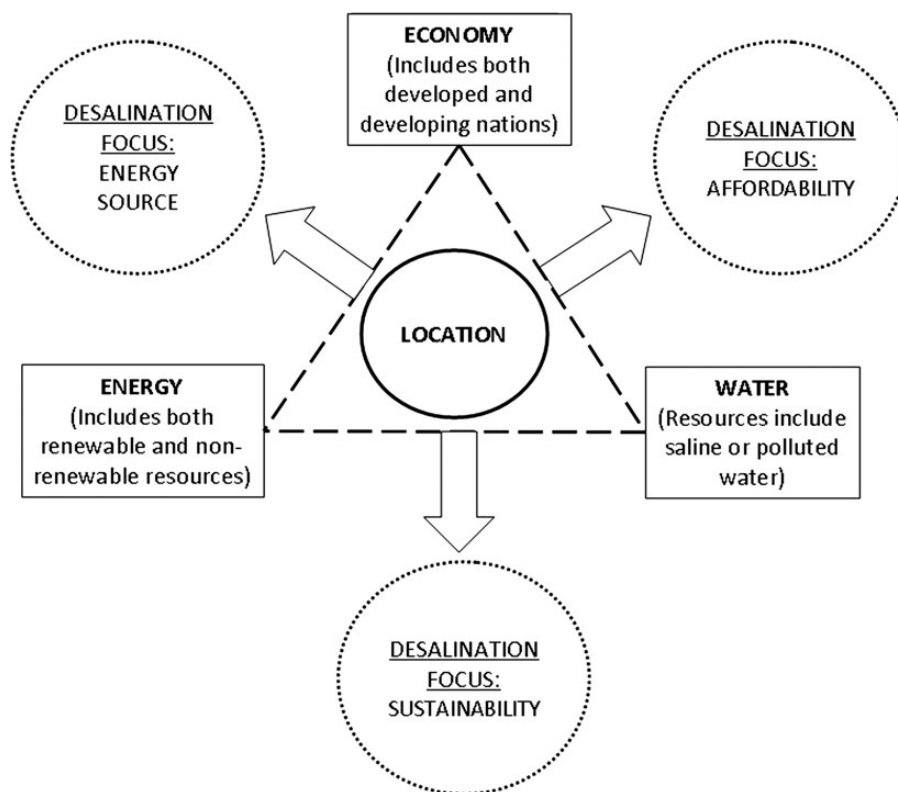 ECONOMY
(Includes both
developed and
developing nations)
DESALINATION
FOCUS:
ENERGY
SOURCE
DESALINATION
FOCUS:
AFFORDABILITY
LOCATION
ENERGY
(Includes both
renewable and non-
renewable resources)
WATER
(Resources include
saline or polluted
water)
DESALINATION
FOCUS:
SUSTAINABILITY